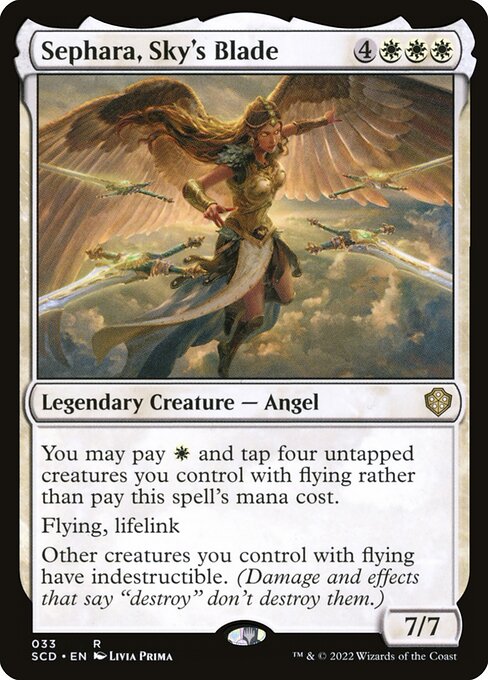 Sephara, Sky's Blade 4
Legendary Creature — Angel
You may pay and tap four untapped
creatures you control with flying rather
than pay this spell's mana cost.
Flying, lifelink
Other creatures you control with flying
have indestructible. (Damage and effects
that say “destroy” don't destroy them.)
7/7
033 R
SCD • EN Livia Prima ™ & © 2022 Wizards of the Coast